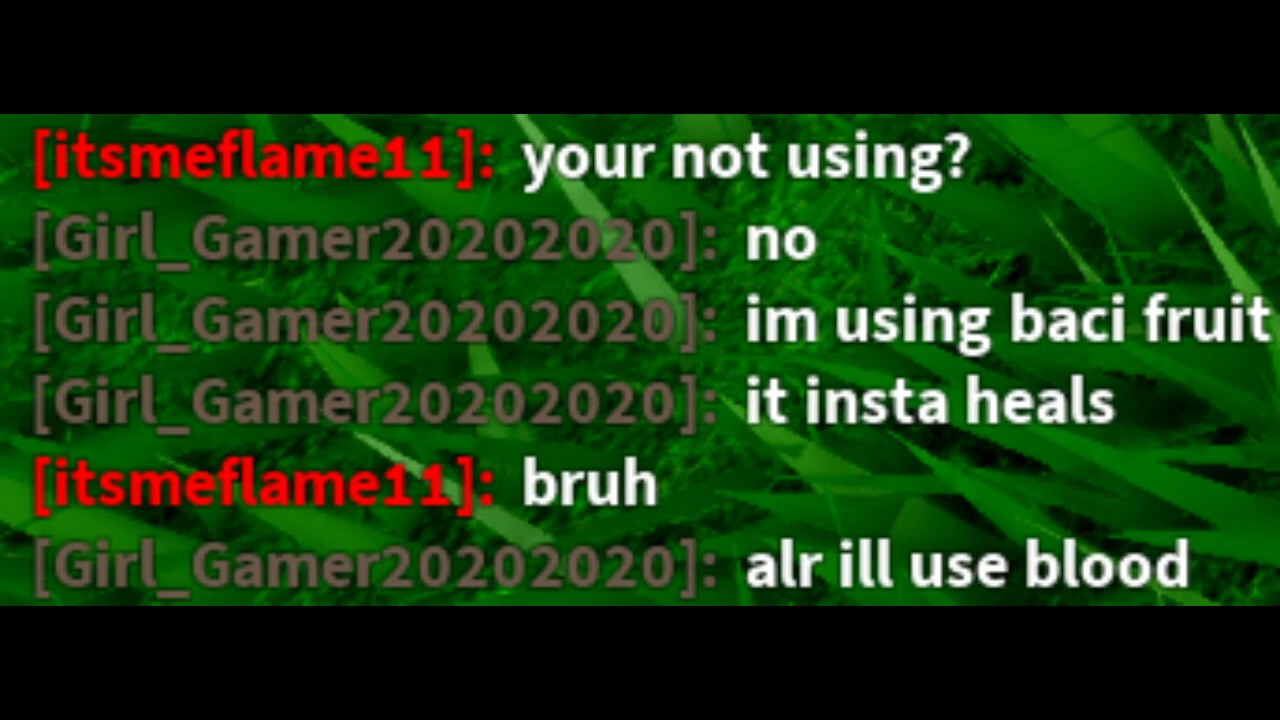 [itsmeflame11]: your not using?
[Girl_Gamer20202020]: no
[Girl_Gamer20202020]: im using baci fruit
[Girl_Gamer20202020]: it insta heals
[itsmeflame11]: bruh
[Girl_Gamer20202020]: alr ill use blood